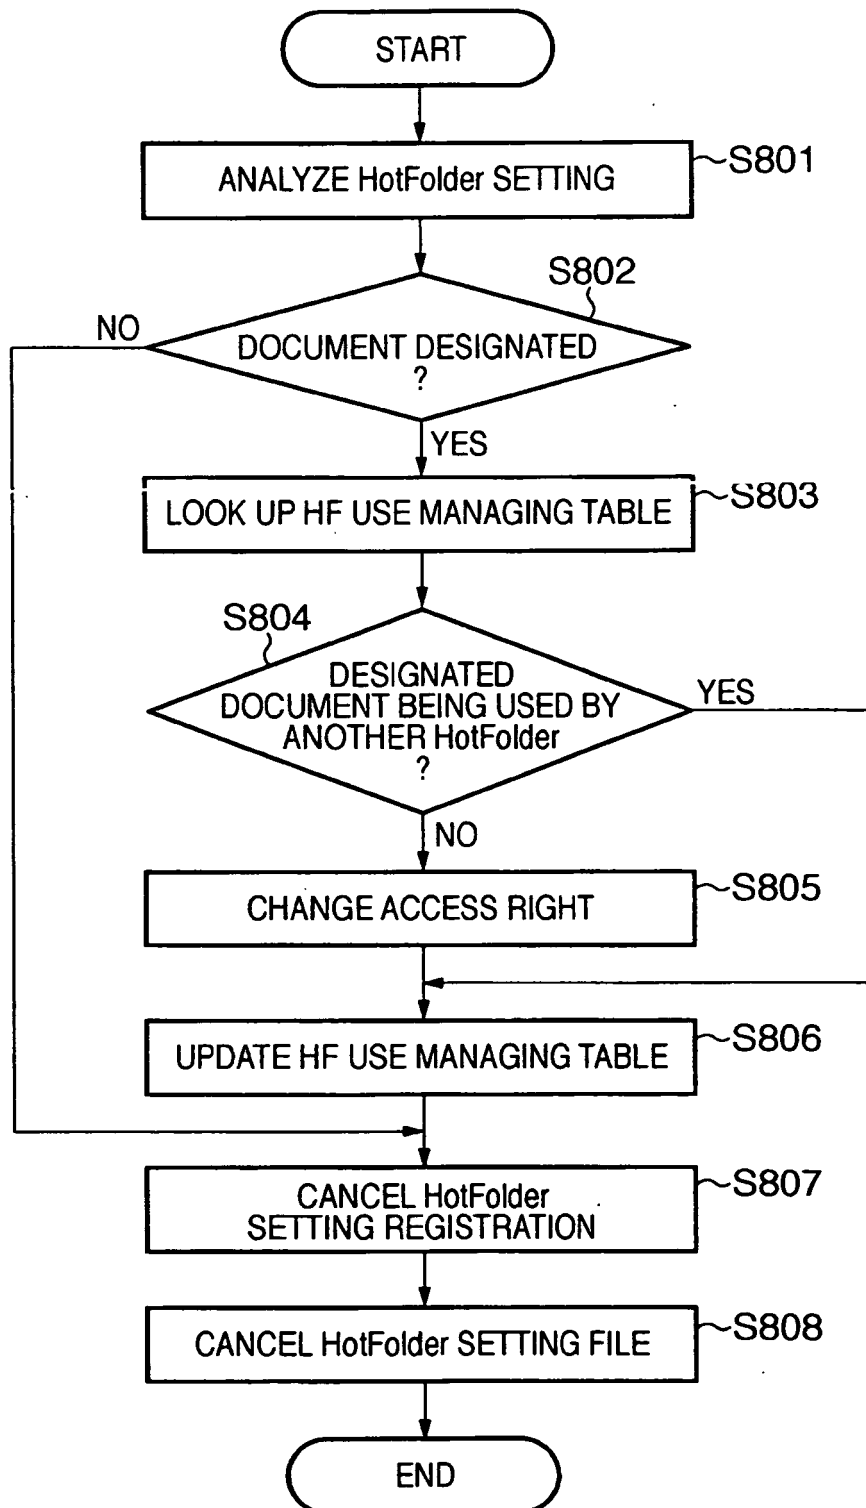 START
ANALYZE HotFolder SETTING
S801
S802
NO
DOCUMENT DESIGNATED
?
YES
LOOK UP HF USE MANAGING TABLE
S803
S804
DESIGNATED
DOCUMENT BEING USED BY
ANOTHER HotFolder
?
YES
NO
CHANGE ACCESS RIGHT
S805
UPDATE HF USE MANAGING TABLE
S806
CANCEL HotFolder
SETTING REGISTRATION
S807
CANCEL HotFolder SETTING FILE
S808
END